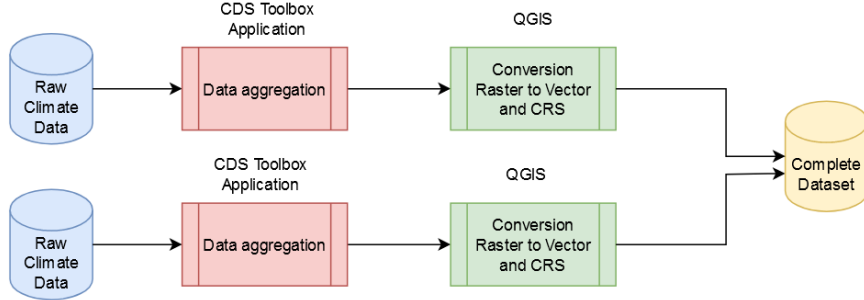 CDS Toolbox
Application
QGIS
Raw
Climate
Data
Data aggregation
Conversion
Raster to Vector
and CRS
Complete
Dataset
CDS Toolbox
Application
QGIS
Raw
Climate
Data
Data aggregation
Conversion
Raster to Vector
and CRS